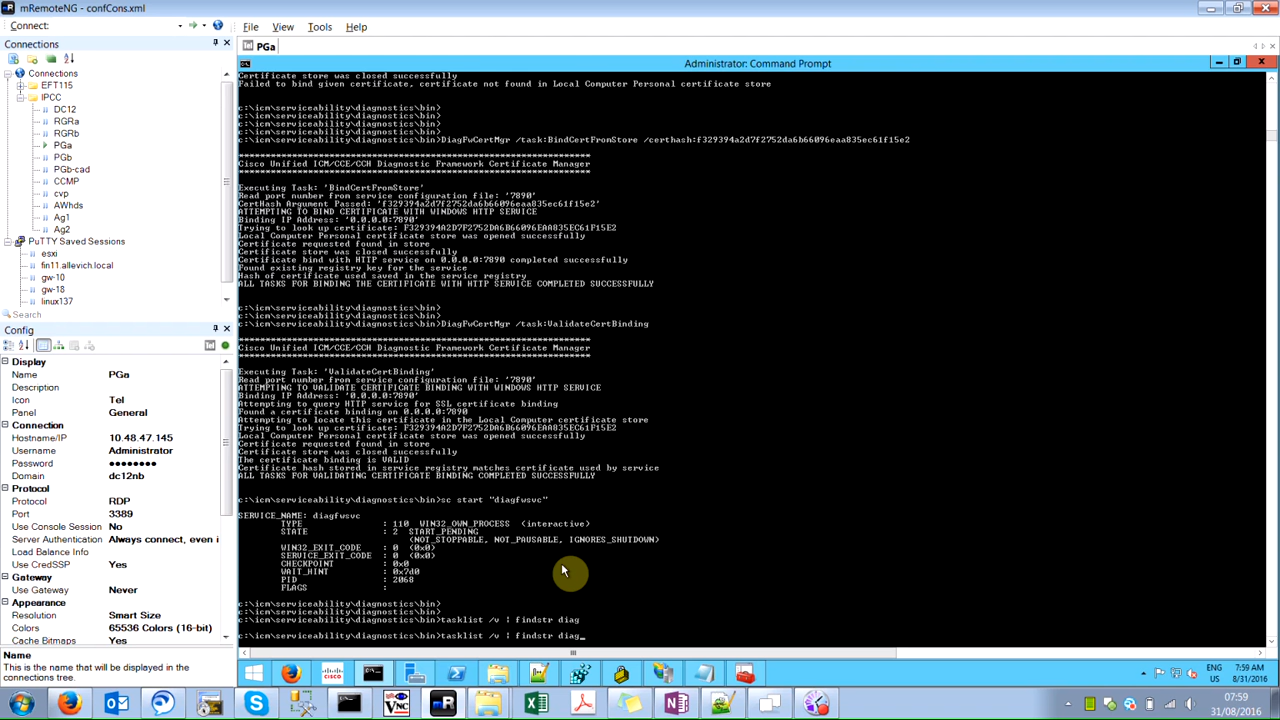 mRemoteNG - confCons.xml
Connect:
File View Tools Help
Connections
PGa
Administrator: Command Prompt
Connections
EFT115
IPCC
DC12
RGRa
RGRb
PGa
PGb
PGb-cad
CCMP
cvp
AWhds
Ag1
Ag2
PuTTY Saved Sessions
esxi
fin11.allevich.local
gw-10
gw-18
linux137
Search
Config
Display
Name PGa
Description
Icon Tel
Panel General
Connection
Hostname/IP 10.48.47.145
Username Administrator
Password ●●●●●●●●
Domain dc12nb
Protocol
Protocol RDP
Port 3389
Use Console Session No
Server Authentication Always connect, even i
Load Balance Info
Use CredSSP Yes
Gateway
Use Gateway Never
Appearance
Resolution Smart Size
Colors 65536 Colors (16-bit)
Name
This is the name that will be displayed in the connections tree.
Certificate store was closed successfully
Failed to bind given certificate, certificate not found in Local Computer Personal certificate store
c:\icm\serviceability\diagnostics\bin>
c:\icm\serviceability\diagnostics\bin>
c:\icm\serviceability\diagnostics\bin>
c:\icm\serviceability\diagnostics\bin>
c:\icm\serviceability\diagnostics\bin>DiagFwCertMgr /task:BindCertFromStore /certhash:f329394a2d7f2752da6b66096eaa835ec61f15e2
*******************************************************************
Cisco Unified ICM/CCE/CCH Diagnostic Framework Certificate Manager
*******************************************************************
Executing Task: 'BindCertFromStore'
Read port number from service configuration file: '7890'
CertHash Argument Passed: 'f329394a2d7f2752da6b66096eaa835ec61f15e2'
ATTEMPTING TO BIND CERTIFICATE WITH WINDOWS HTTP SERVICE
Binding IP Address: '0.0.0.0:7890'
Trying to look up certificate: F329394A2D7F2752DA6B66096EAA835EC61F15E2
Local Computer Personal certificate store was opened successfully
Certificate requested found in store
Certificate store was closed successfully
Certificate bind with HTTP service on 0.0.0.0:7890 completed successfully
Found existing registry key for the service
Hash of certificate used saved in the service registry
ALL TASKS FOR BINDING THE CERTIFICATE WITH HTTP SERVICE COMPLETED SUCCESSFULLY
c:\icm\serviceability\diagnostics\bin>
c:\icm\serviceability\diagnostics\bin>
c:\icm\serviceability\diagnostics\bin>DiagFwCertMgr /task:ValidateCertBinding
*******************************************************************
Cisco Unified ICM/CCE/CCH Diagnostic Framework Certificate Manager
*******************************************************************
Executing Task: 'ValidateCertBinding'
Read port number from service configuration file: '7890'
ATTEMPTING TO VALIDATE CERTIFICATE BINDING WITH WINDOWS HTTP SERVICE
Binding IP Address: '0.0.0.0:7890'
Attempting to query HTTP service for SSL certificate binding
Found a certificate binding on 0.0.0.0:7890
Attempting to locate this certificate in the Local Computer certificate store
Trying to look up certificate: F329394A2D7F2752DA6B66096EAA835EC61F15E2
Local Computer Personal certificate store was opened successfully
Certificate requested found in store
Certificate store was closed successfully
The certificate binding is VALID
Certificate hash stored in service registry matches certificate used by service
ALL TASKS FOR VALIDATING CERTIFICATE BINDING COMPLETED SUCCESSFULLY
c:\icm\serviceability\diagnostics\bin>sc start "diagfwsvc"
SERVICE_NAME: diagfwsvc
TYPE : 110 WIN32_OWN_PROCESS (interactive)
STATE : 2 START_PENDING
(NOT_STOPPABLE, NOT_PAUSABLE, IGNORES_SHUTDOWN)
WIN32_EXIT_CODE : 0 (0x0)
SERVICE_EXIT_CODE : 0 (0x0)
CHECKPOINT : 0x0
WAIT_HINT : 0x7d0
PID : 2068
FLAGS :
c:\icm\serviceability\diagnostics\bin>
c:\icm\serviceability\diagnostics\bin>
c:\icm\serviceability\diagnostics\bin>tasklist /v | findstr diag
c:\icm\serviceability\diagnostics\bin>tasklist /v | findstr diag_
CISCO
ENG 7:59 AM
US 8/31/2016
07:59
31/08/2016